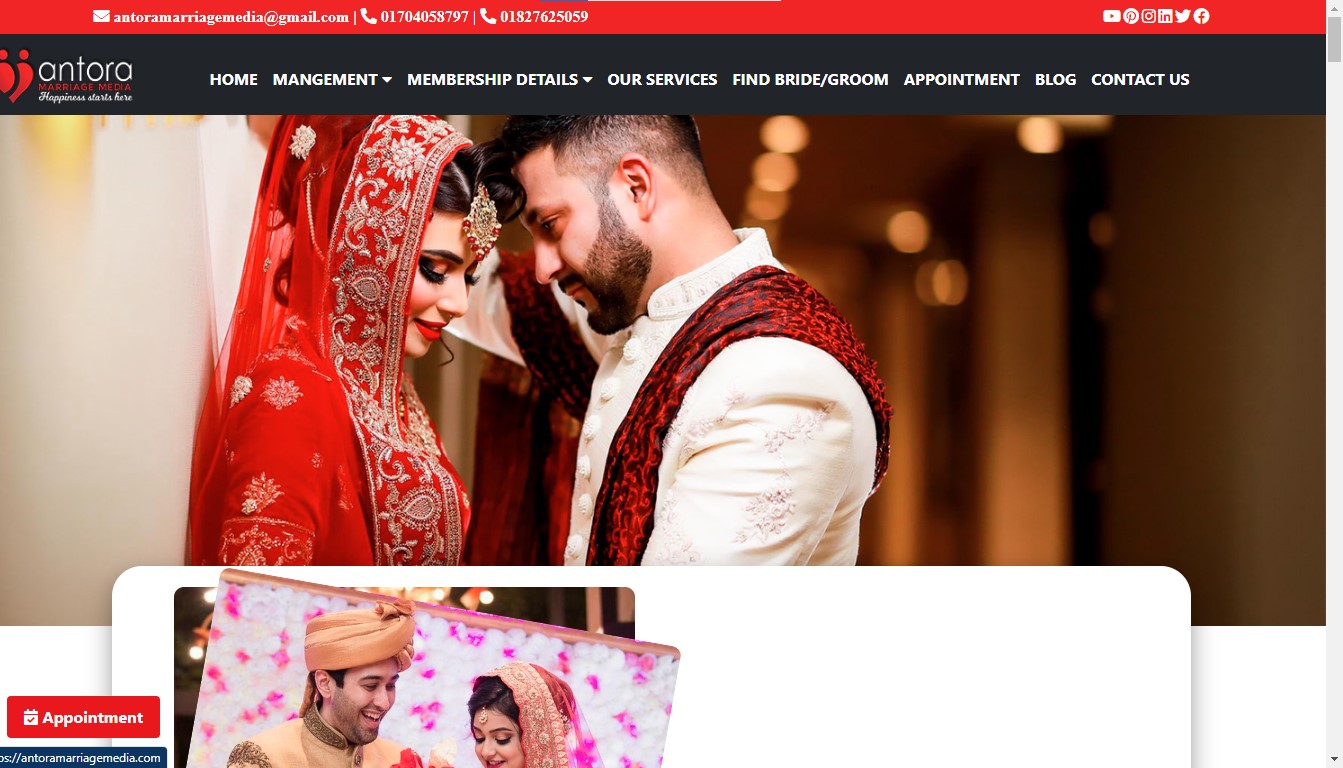 antoramarriagemedia@gmail.com | 01704058797 | 01827625059
antora
MARRIAGE MEDIA
Happiness starts here
HOME MANGEMENT MEMBERSHIP DETAILS OUR SERVICES FIND BRIDE/GROOM APPOINTMENT BLOG CONTACT US
Appointment
ps://antoramarriagemedia.com